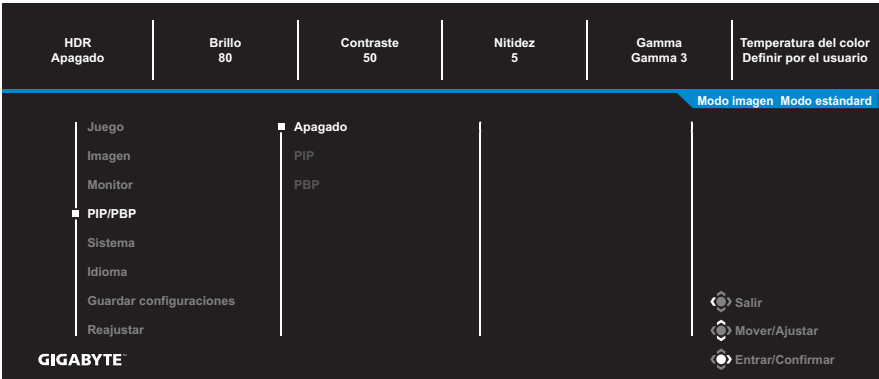 HDR
Apagado
Brillo
80
Contraste
50
Nitidez
5
Gamma
Gamma 3
Temperatura del color
Definir por el usuario
Modo imagen Modo estándard
Juego
Imagen
Monitor
PIP/PBP
Sistema
Idioma
Guardar configuraciones
Reajustar
Apagado
PIP
PBP
Salir
Mover/Ajustar
Entrar/Confirmar
GIGABYTE™